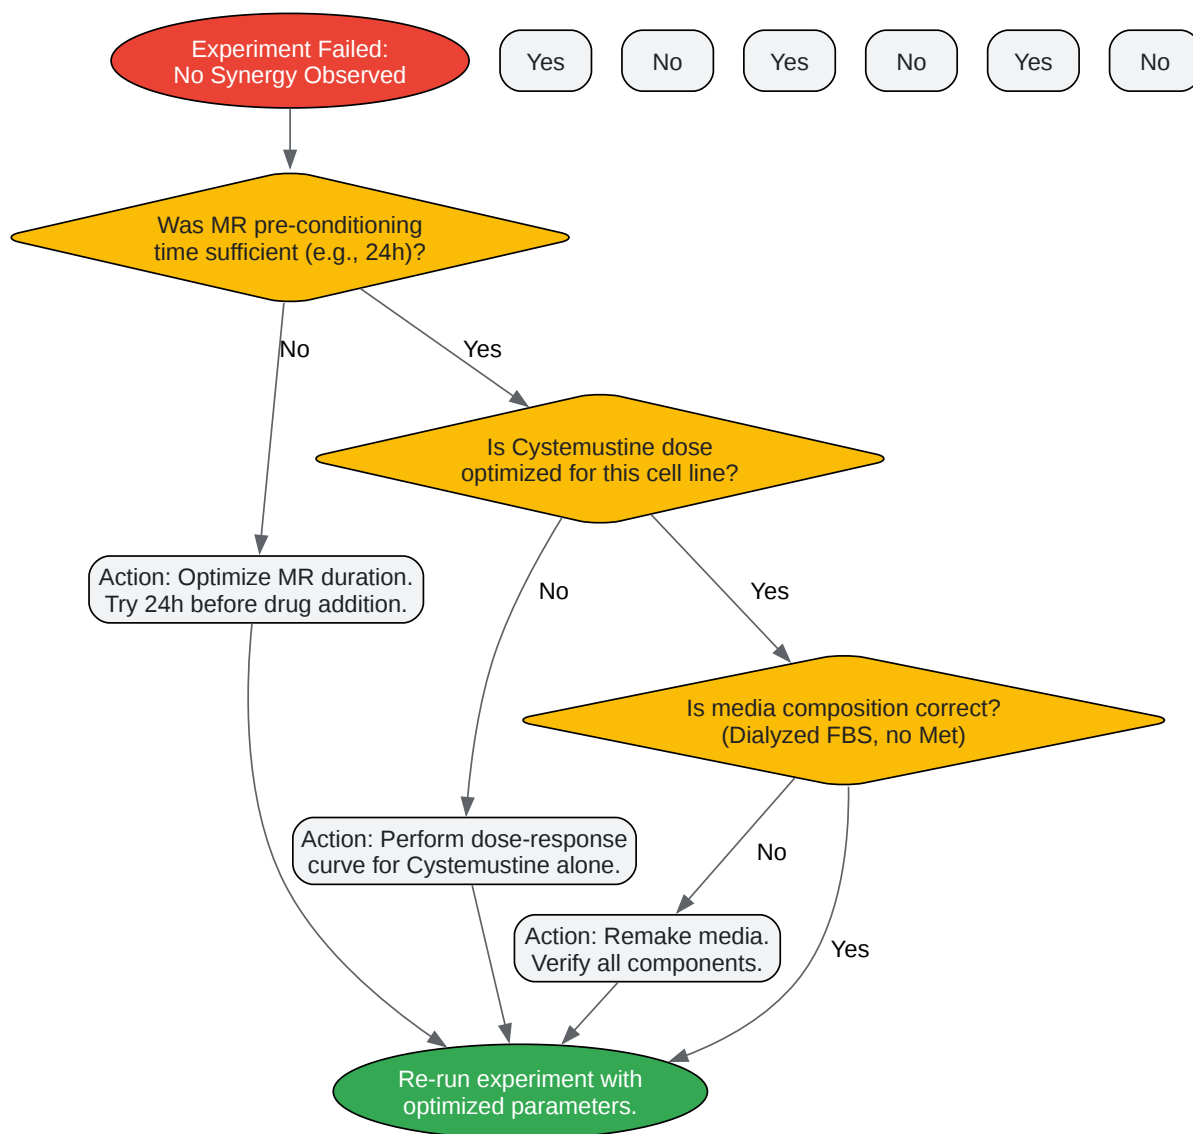 Experiment Failed:
No Synergy Observed
Yes
No
Yes
No
Yes
No
Was MR pre-conditioning
time sufficient (e.g., 24h)?
No
Yes
Is Cystemustine dose
optimized for this cell line?
Action: Optimize MR duration.
Try 24h before drug addition.
No
Yes
Is media composition correct?
(Dialyzed FBS, no Met)
Action: Perform dose-response
curve for Cystemustine alone.
No
Action: Remake media.
Verify all components.
Yes
Re-run experiment with
optimized parameters.